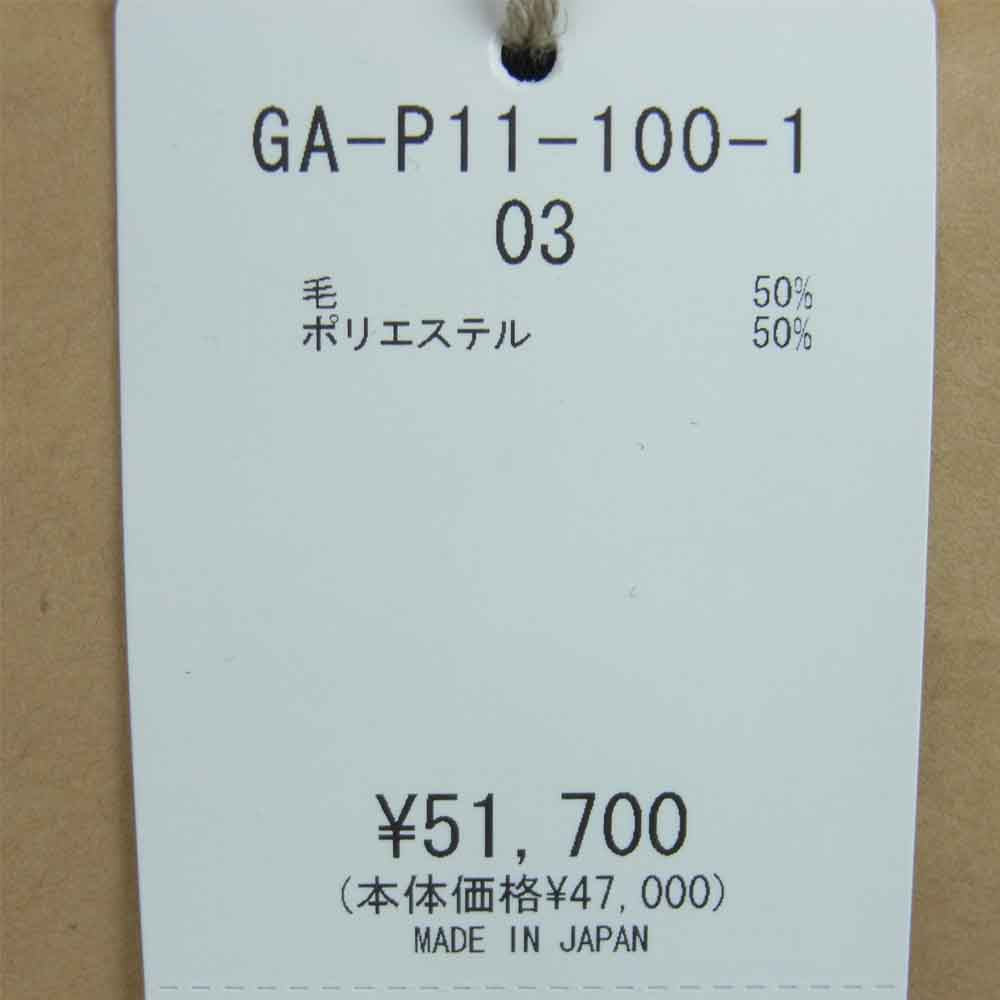 GA-P11-100-1
03
毛 50%
ポリエステル 50%
¥51,700
(本体価格¥47,000)
MADE IN JAPAN